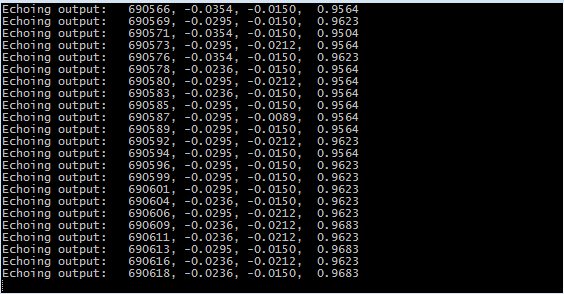 Echoing output:   690566, -0.0354, -0.0150,  0.9564
Echoing output:   690569, -0.0295, -0.0150,  0.9623
Echoing output:   690571, -0.0354, -0.0150,  0.9504
Echoing output:   690573, -0.0295, -0.0212,  0.9564
Echoing output:   690576, -0.0354, -0.0150,  0.9623
Echoing output:   690578, -0.0236, -0.0150,  0.9564
Echoing output:   690580, -0.0295, -0.0212,  0.9564
Echoing output:   690583, -0.0236, -0.0150,  0.9564
Echoing output:   690585, -0.0295, -0.0150,  0.9564
Echoing output:   690587, -0.0295, -0.0089,  0.9564
Echoing output:   690589, -0.0295, -0.0150,  0.9564
Echoing output:   690592, -0.0295, -0.0212,  0.9623
Echoing output:   690594, -0.0295, -0.0150,  0.9564
Echoing output:   690596, -0.0295, -0.0150,  0.9623
Echoing output:   690599, -0.0295, -0.0150,  0.9623
Echoing output:   690601, -0.0295, -0.0150,  0.9623
Echoing output:   690604, -0.0236, -0.0150,  0.9623
Echoing output:   690606, -0.0295, -0.0212,  0.9623
Echoing output:   690609, -0.0236, -0.0212,  0.9683
Echoing output:   690611, -0.0236, -0.0212,  0.9623
Echoing output:   690613, -0.0295, -0.0150,  0.9683
Echoing output:   690616, -0.0236, -0.0212,  0.9623
Echoing output:   690618, -0.0236, -0.0150,  0.9683